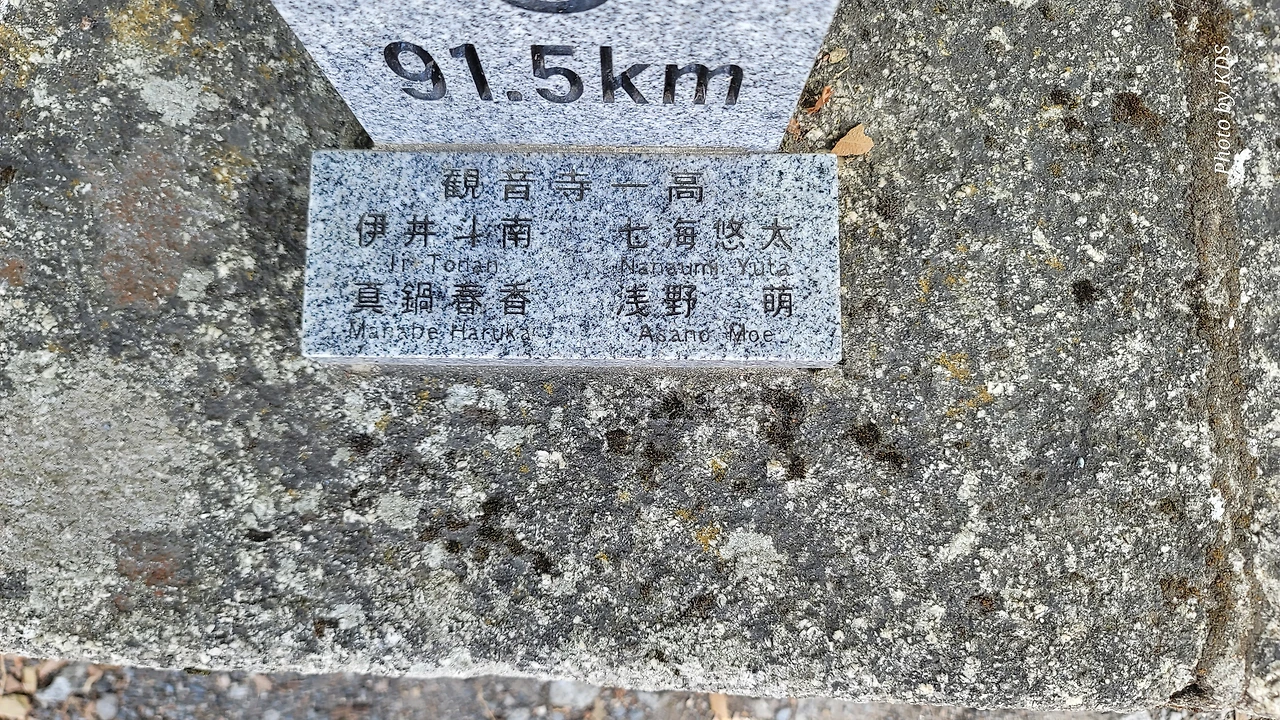 91.5km
観音寺一高
伊丼斗南 七海悠太
Ii Tonan Nanaumi Yuta
真鍋春香 浅野 萌
Manabe Haruka Asano Moe
Photo by KDS